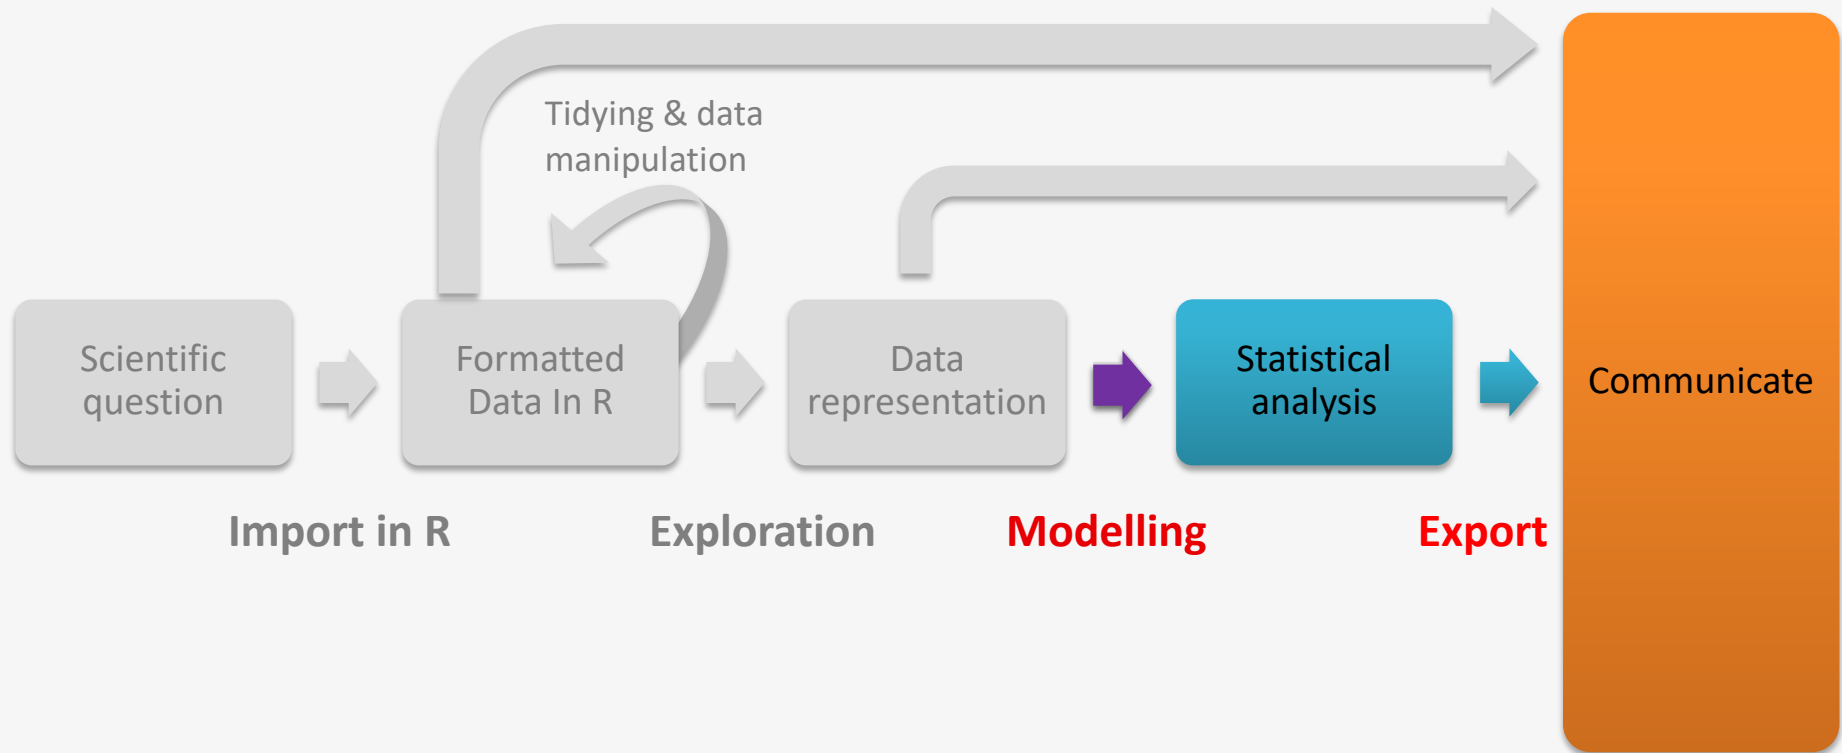 Tidying & data
manipulation
Scientific
question
Formatted
Data In R
Data
representation
Statistical
analysis
Communicate
Import in R
Exploration
Modelling
Export